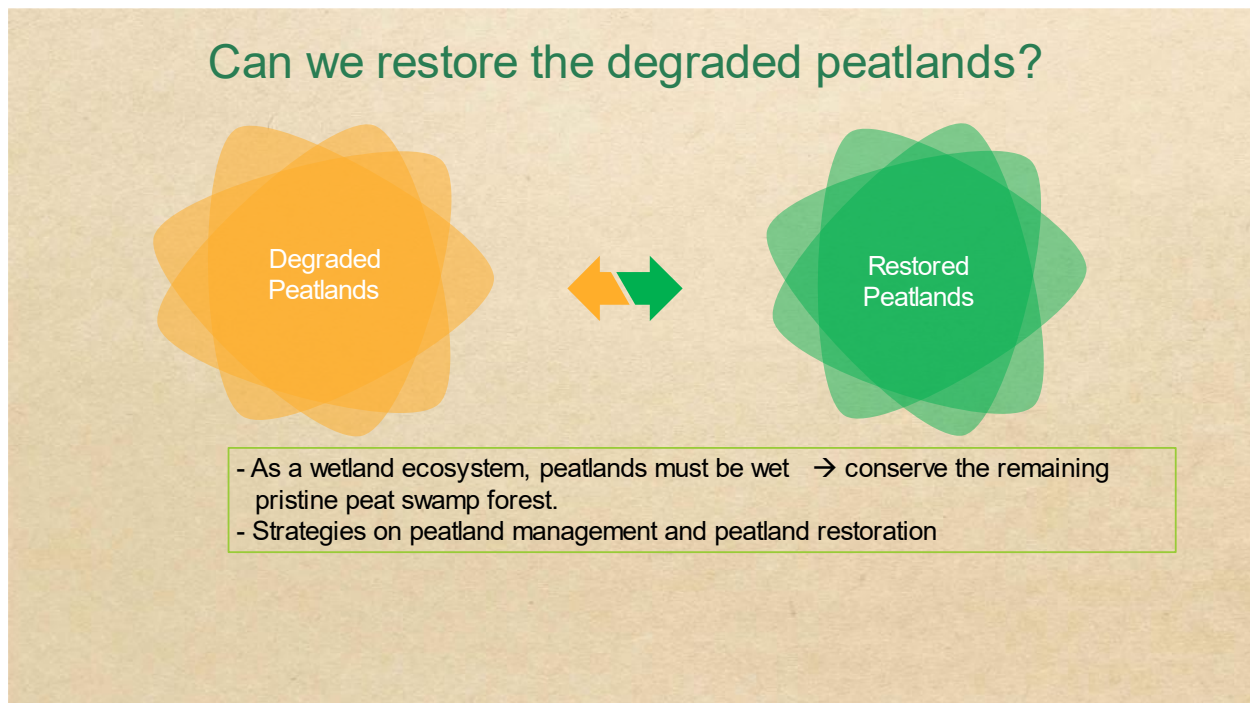 Can we restore the degraded peatlands?
Degraded
Peatlands
Restored
Peatlands
- As a wetland ecosystem, peatlands must be wet → conserve the remaining
pristine peat swamp forest.
- Strategies on peatland management and peatland restoration